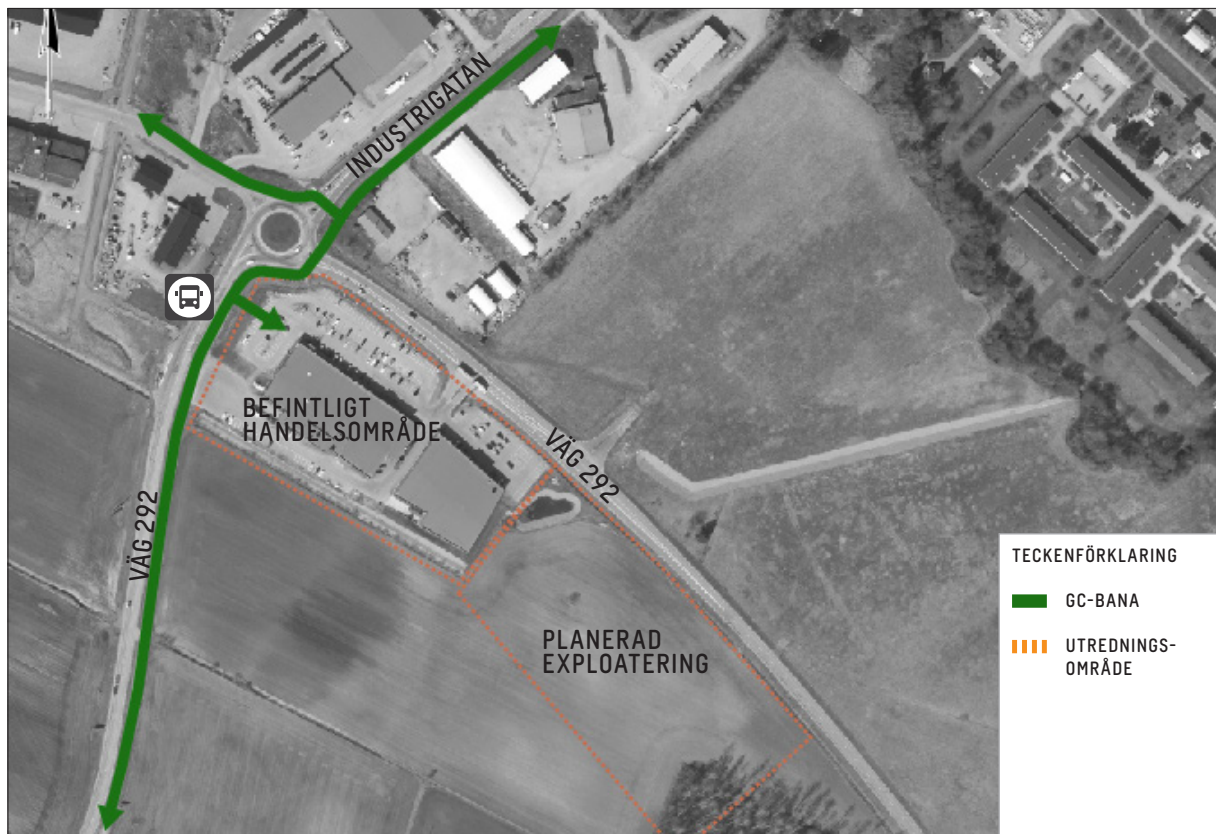 INDUSTRIGATAN
BEFINTLIGT
HANDELSOMRÅDE
VÄG 292
VÄG 292
PLANERAD
EXPLOATERING
TECKENFÖRKLARING
GC-BANA
UTREDNINGS-
OMRÅDE